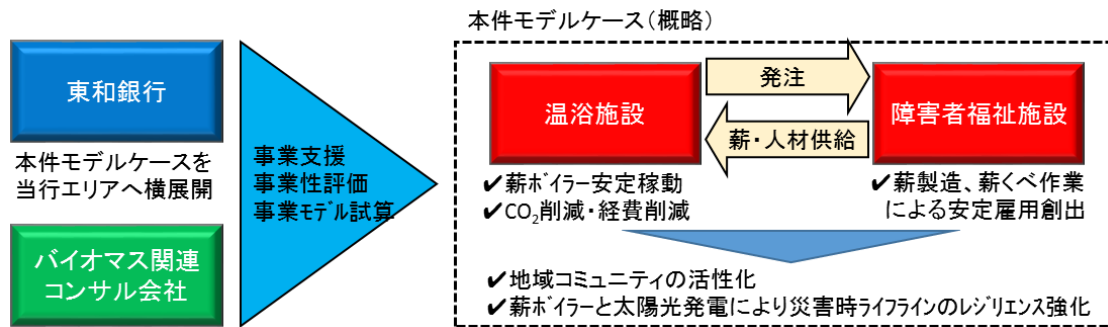 本件モデルケース（概略）
東和銀行
本件モデルケースを
当行エリアへ横展開
バイオマス関連
コンサル会社
事業支援
事業性評価
事業ﾓﾃﾞﾙ試算
温浴施設
発注
薪・人材供給
障害者福祉施設
✔薪ﾎﾞｲﾗｰ安定稼動
✔CO₂削減・経費削減
✔薪製造、薪くべ作業
による安定雇用創出
✔地域コミュニティの活性化
✔薪ﾎﾞｲﾗｰと太陽光発電により災害時ﾗｲﾌﾗｲﾝのﾚｼﾞﾘｴﾝｽ強化